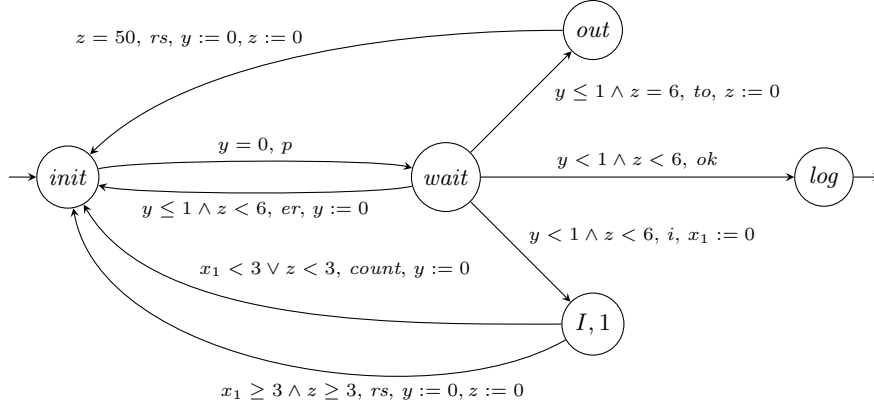 out
z = 50, rs, y := 0, z := 0
y ≤ 1 ∧ z = 6, to, z := 0
y = 0, p
y < 1 ∧ z < 6, ok
init
wait
log
y ≤ 1 ∧ z < 6, er, y := 0
y < 1 ∧ z < 6, i, x₁ := 0
x₁ < 3 ∨ z < 3, count, y := 0
I, 1
x₁ ≥ 3 ∧ z ≥ 3, rs, y := 0, z := 0